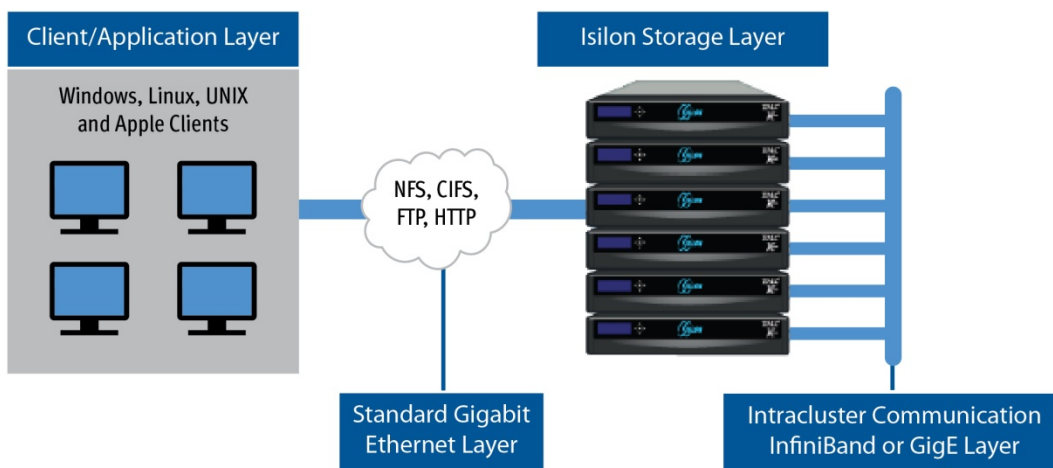 Client/Application Layer
Isilon Storage Layer
Windows, Linux, UNIX
and Apple Clients
NFS, CIFS,
FTP, HTTP
Standard Gigabit
Ethernet Layer
Intracluster Communication
InfiniBand or GigE Layer